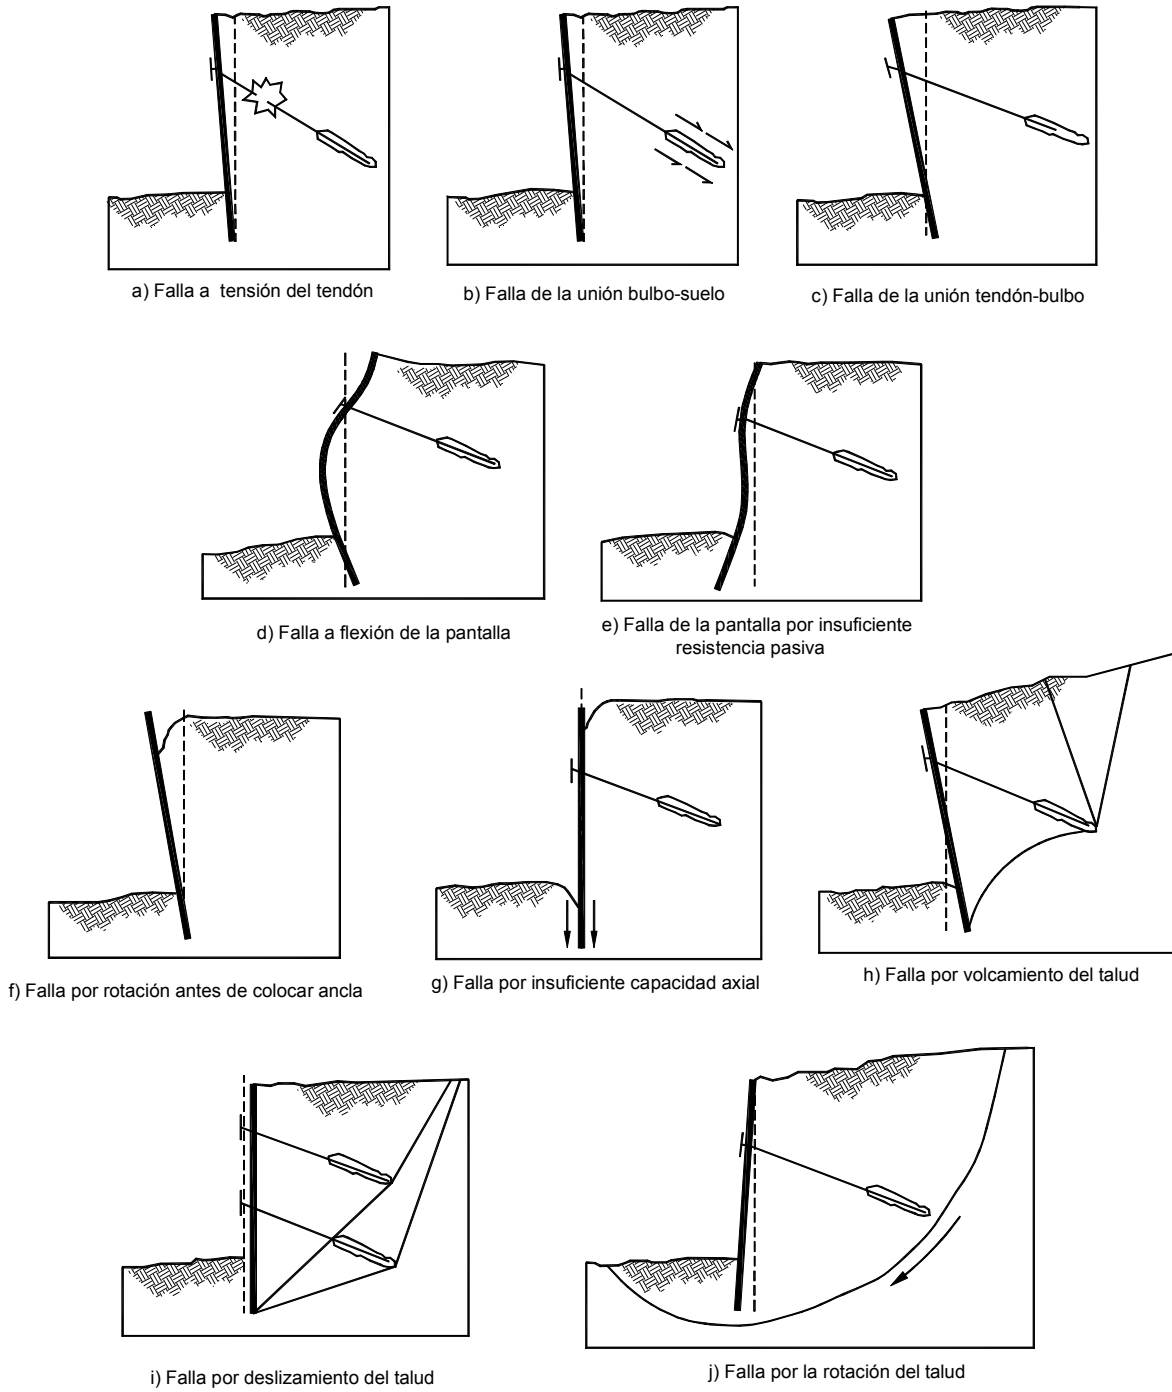 a) Falla a tensión del tendón
b) Falla de la unión bulbo-suelo
c) Falla de la unión tendón-bulbo
d) Falla a flexión de la pantalla
e) Falla de la pantalla por insuficiente
resistencia pasiva
f) Falla por rotación antes de colocar ancla
g) Falla por insuficiente capacidad axial
h) Falla por volcamiento del talud
i) Falla por deslizamiento del talud
j) Falla por la rotación del talud